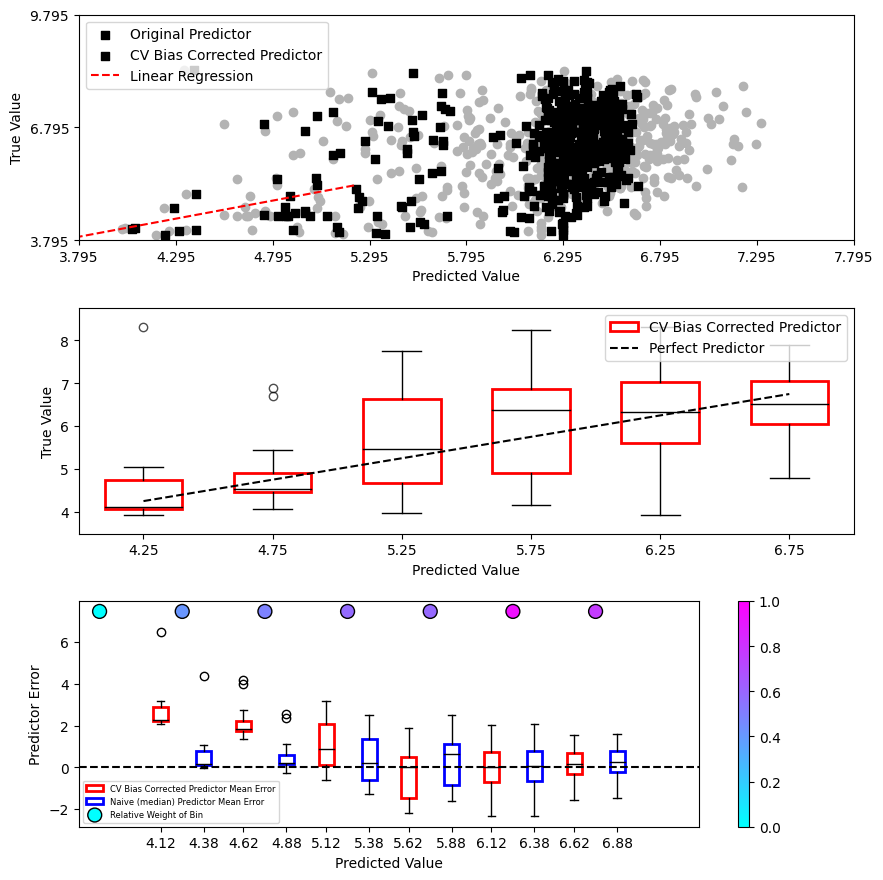 9.795
6.795
3.795
True Value
Original Predictor
CV Bias Corrected Predictor
Linear Regression
3.795 4.295 4.795 5.295 5.795 6.295 6.795 7.295 7.795
Predicted Value
8
7
6
5
4
True Value
CV Bias Corrected Predictor
Perfect Predictor
4.25 4.75 5.25 5.75 6.25 6.75
Predicted Value
6
4
2
0
−2
Predictor Error
CV Bias Corrected Predictor Mean Error
Naive (median) Predictor Mean Error
Relative Weight of Bin
4.12 4.38 4.62 4.88 5.12 5.38 5.62 5.88 6.12 6.38 6.62 6.88
Predicted Value
1.0
0.8
0.6
0.4
0.2
0.0